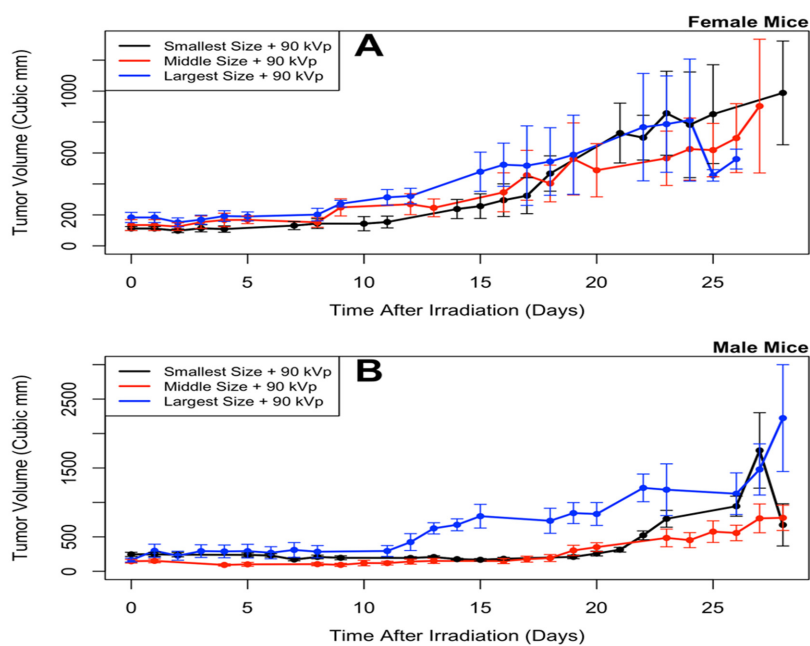 Female Mice
A
Smallest Size + 90 kVp
Middle Size + 90 kVp
Largest Size + 90 kVp
Tumor Volume (Cubic mm)
1000
600
200
0
0 5 10 15 20 25
Time After Irradiation (Days)
Male Mice
B
Smallest Size + 90 kVp
Middle Size + 90 kVp
Largest Size + 90 kVp
Tumor Volume (Cubic mm)
2500
1500
500
0
0 5 10 15 20 25
Time After Irradiation (Days)